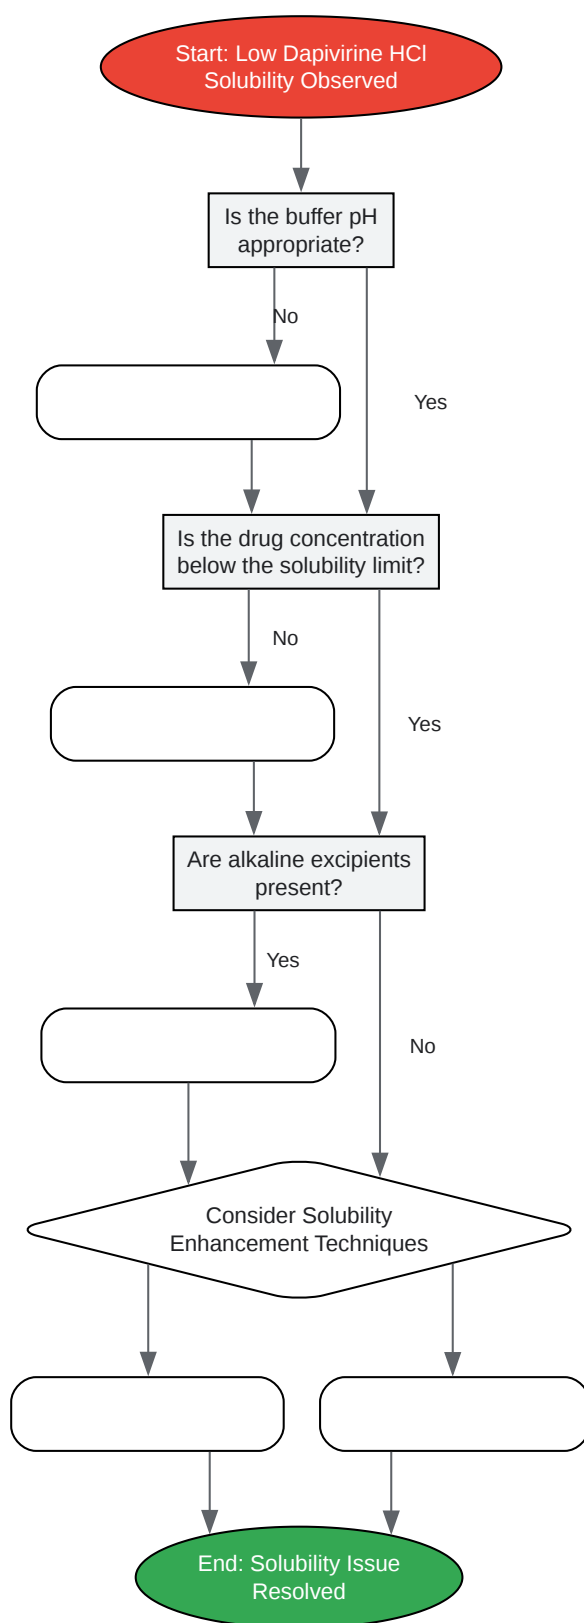 Start: Low Dapivirine HCl
Solubility Observed
Is the buffer pH
appropriate?
No
Yes
Is the drug concentration
below the solubility limit?
No
Yes
Are alkaline excipients
present?
Yes
No
Consider Solubility
Enhancement Techniques
End: Solubility Issue
Resolved